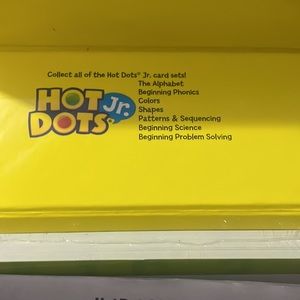 Collect all of the Hot Dots® Jr. card sets!
The Alphabet
Beginning Phonics
HOT Jr. DOTS
Colors
Shapes
Patterns & Sequencing
Beginning Science
Beginning Problem Solving